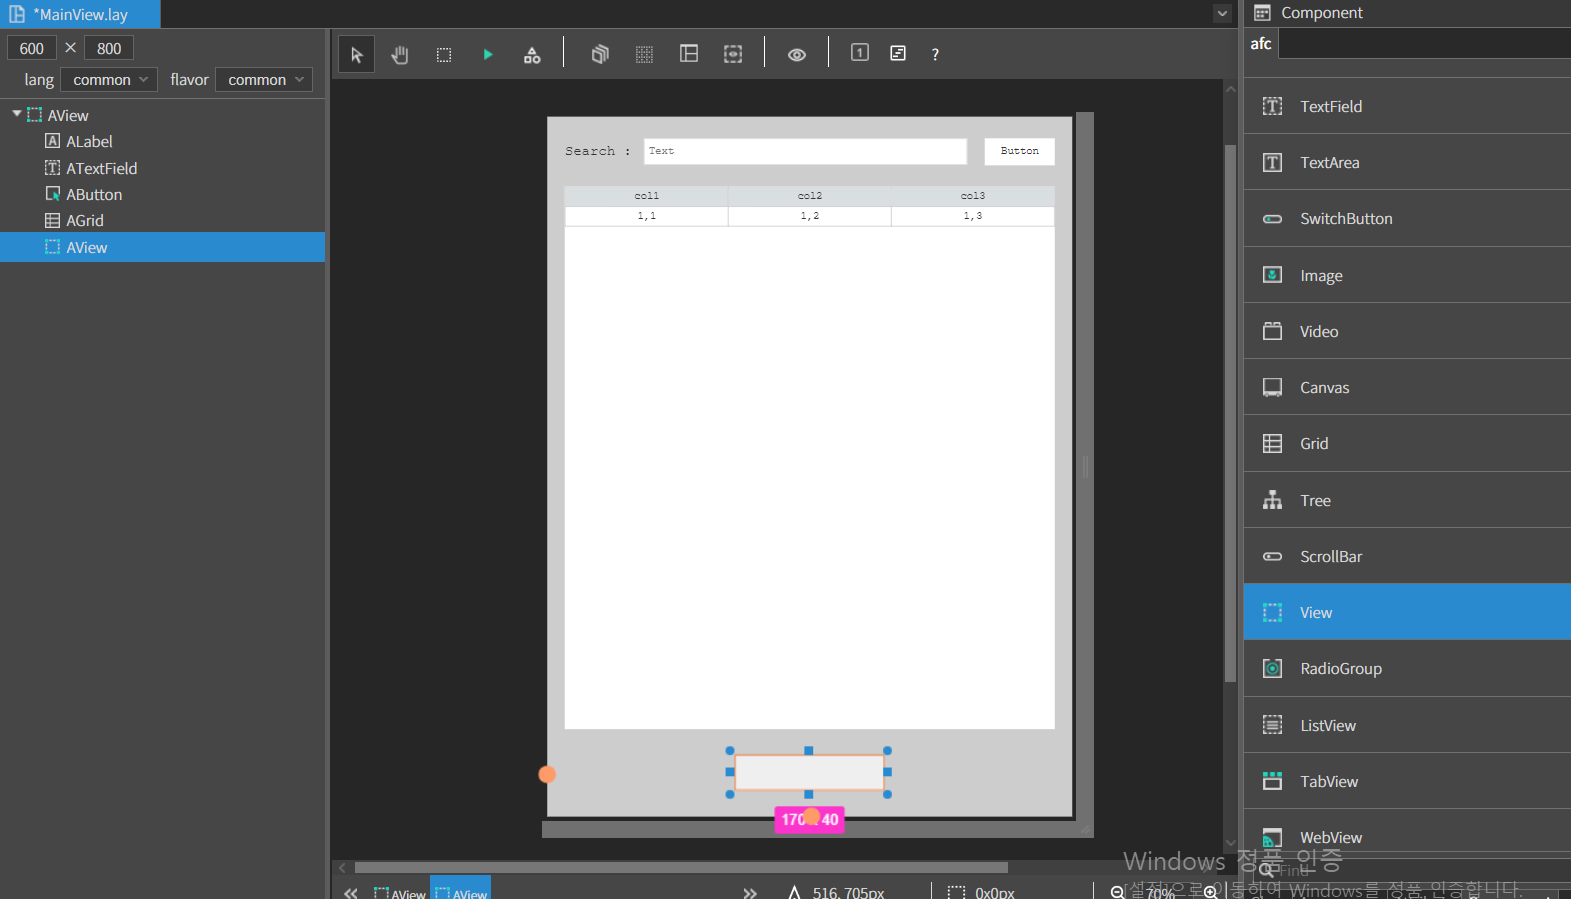 *MainView.lay
600 × 800
lang common flavor common
AView
ALabel
ATextField
AButton
AGrid
AView
1
?
Search :
Text
Button
col1 col2 col3
1,1 1,2 1,3
170 40
AView
AView
516, 705px
0x0px
70%
Component
afc
TextField
TextArea
SwitchButton
Image
Video
Canvas
Grid
Tree
ScrollBar
View
RadioGroup
ListView
TabView
WebView
Find
Windows 정품 인증
[설정]으로 이동하여 Windows를 정품 인증합니다.